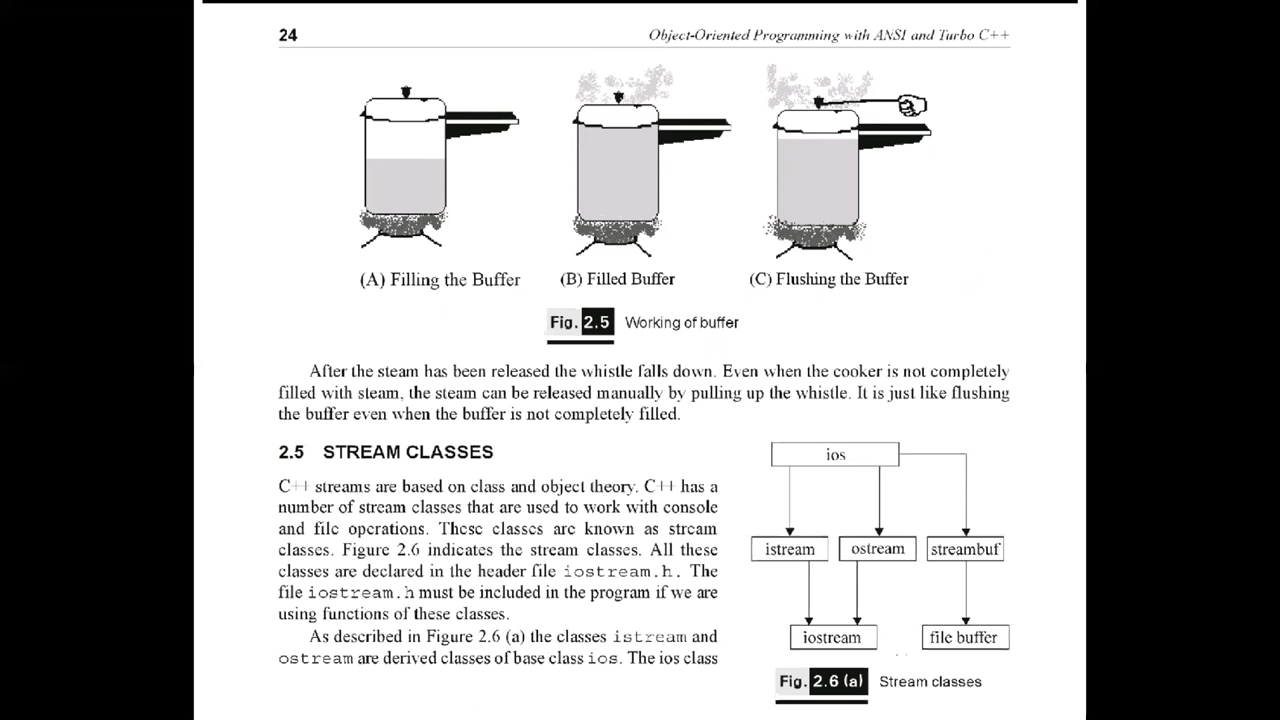 24
Object-Oriented Programming with ANSI and Turbo C++
(A) Filling the Buffer
(B) Filled Buffer
(C) Flushing the Buffer
Fig. 2.5 Working of buffer
After the steam has been released the whistle falls down. Even when the cooker is not completely
filled with steam, the steam can be released manually by pulling up the whistle. It is just like flushing
the buffer even when the buffer is not completely filled.
2.5 STREAM CLASSES
C++ streams are based on class and object theory. C++ has a
number of stream classes that are used to work with console
and file operations. These classes are known as stream
classes. Figure 2.6 indicates the stream classes. All these
classes are declared in the header file iostream.h. The
file iostream.h must be included in the program if we are
using functions of these classes.
As described in Figure 2.6 (a) the classes istream and
ostream are derived classes of base class ios. The ios class
ios
istream
ostream
streambuf
iostream
file buffer
Fig. 2.6 (a) Stream classes